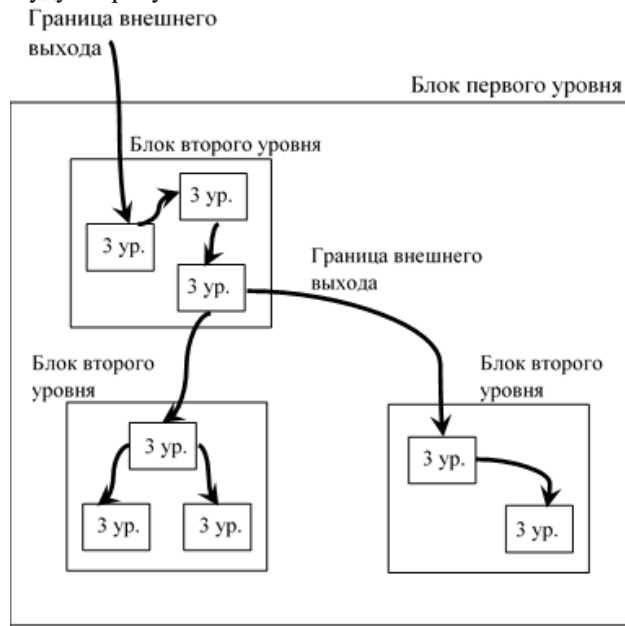 Граница внешнего
выхода
Блок первого уровня
Блок второго уровня
3 ур.
3 ур.
3 ур.
Граница внешнего
выхода
Блок второго
уровня
Блок второго
уровня
3 ур.
3 ур.
3 ур.
3 ур.
3 ур.